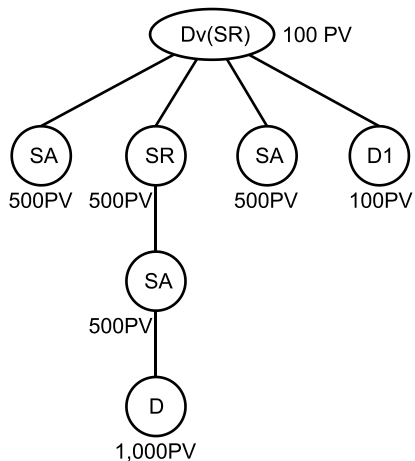 Dv(SR) 100 PV
SA SR SA D1
500PV 500PV 500PV 100PV
SA
500PV
D
1,000PV